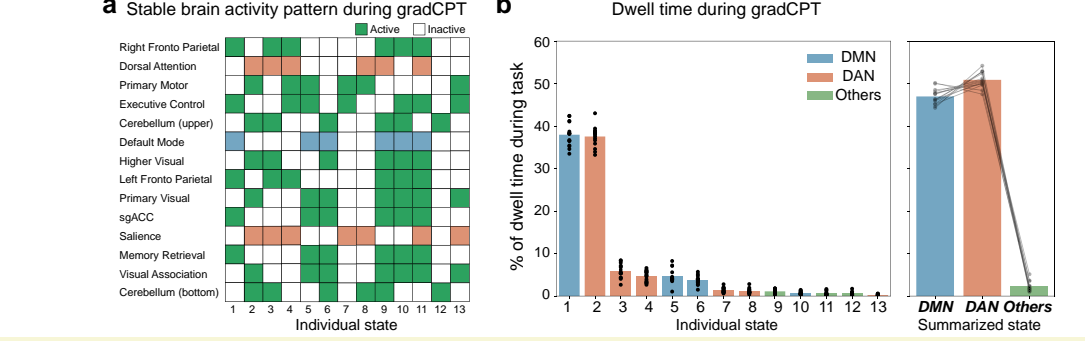 a Stable brain activity pattern during gradCPT
Active Inactive
Right Fronto Parietal
Dorsal Attention
Primary Motor
Executive Control
Cerebellum (upper)
Default Mode
Higher Visual
Left Fronto Parietal
Primary Visual
sgACC
Salience
Memory Retrieval
Visual Association
Cerebellum (bottom)
1 2 3 4 5 6 7 8 9 10 11 12 13
Individual state
b Dwell time during gradCPT
% of dwell time during task
60
50
40
30
20
10
0
DMN
DAN
Others
1 2 3 4 5 6 7 8 9 10 11 12 13
Individual state
DMN DAN Others
Summarized state